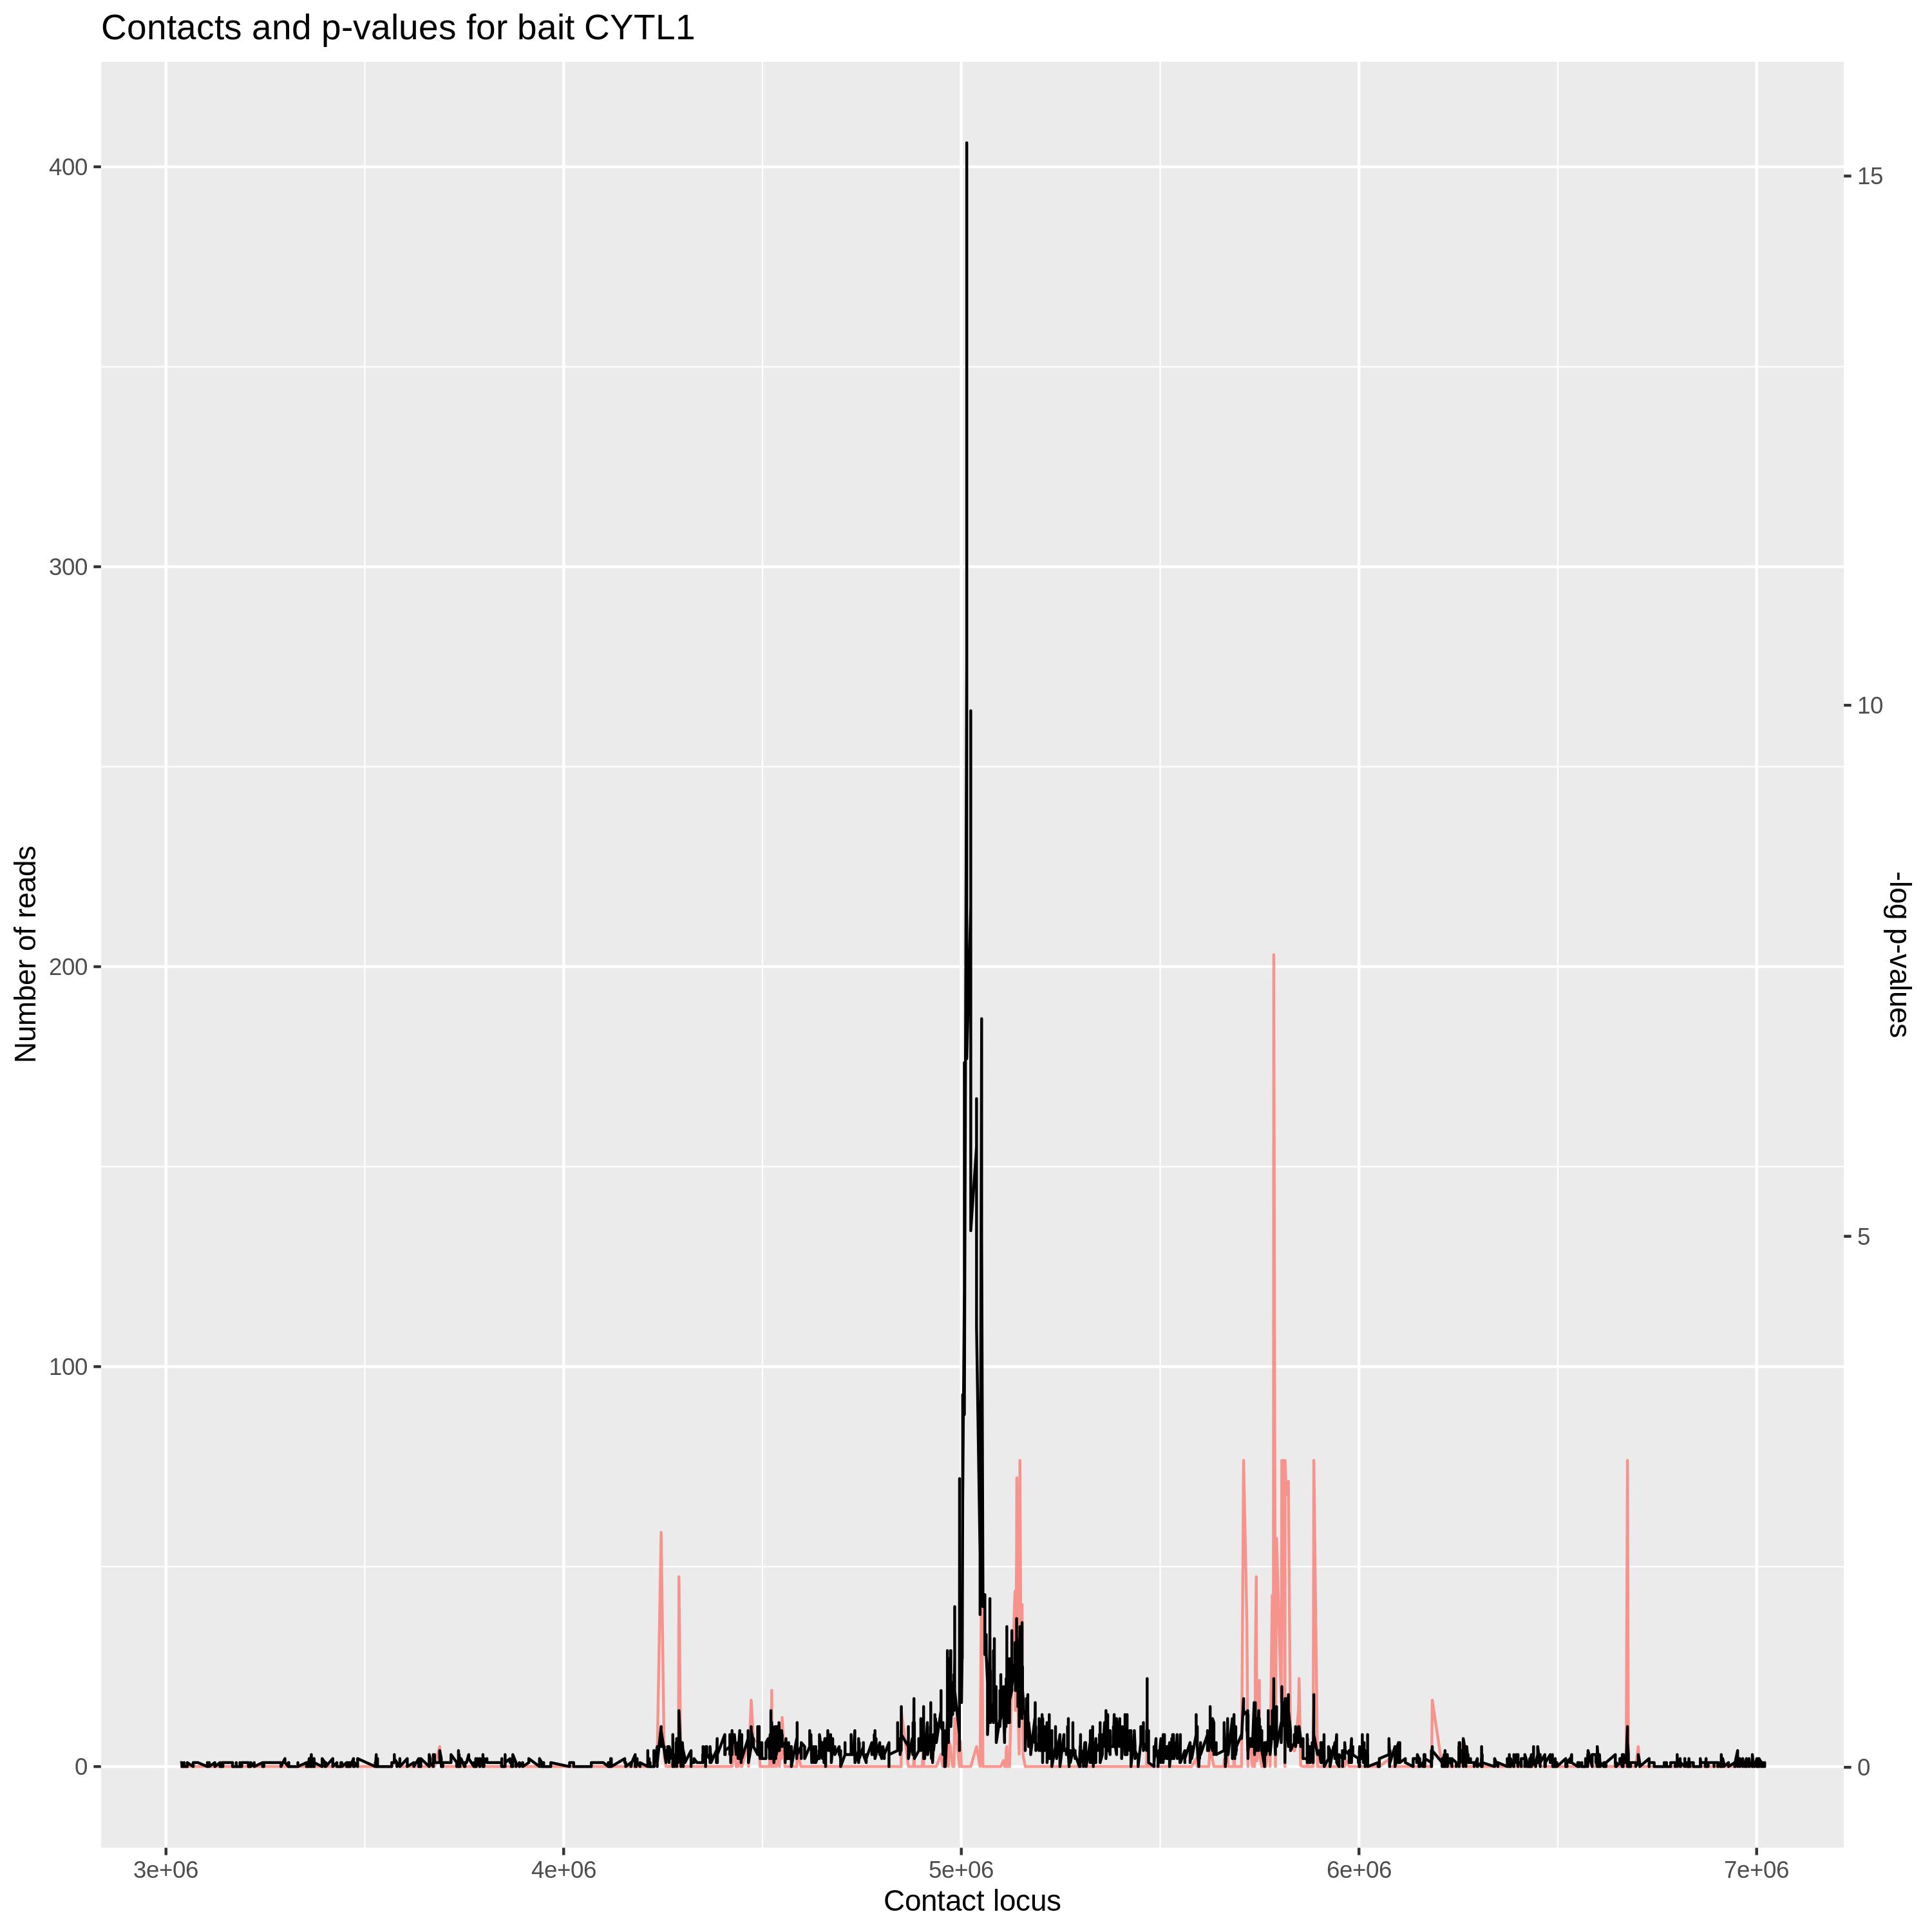 Contacts and p-values for bait CYTL1
400
300
200
100
0
Number of reads
15
10
5
0
-log p-values
3e+06
4e+06
5e+06
6e+06
7e+06
Contact locus